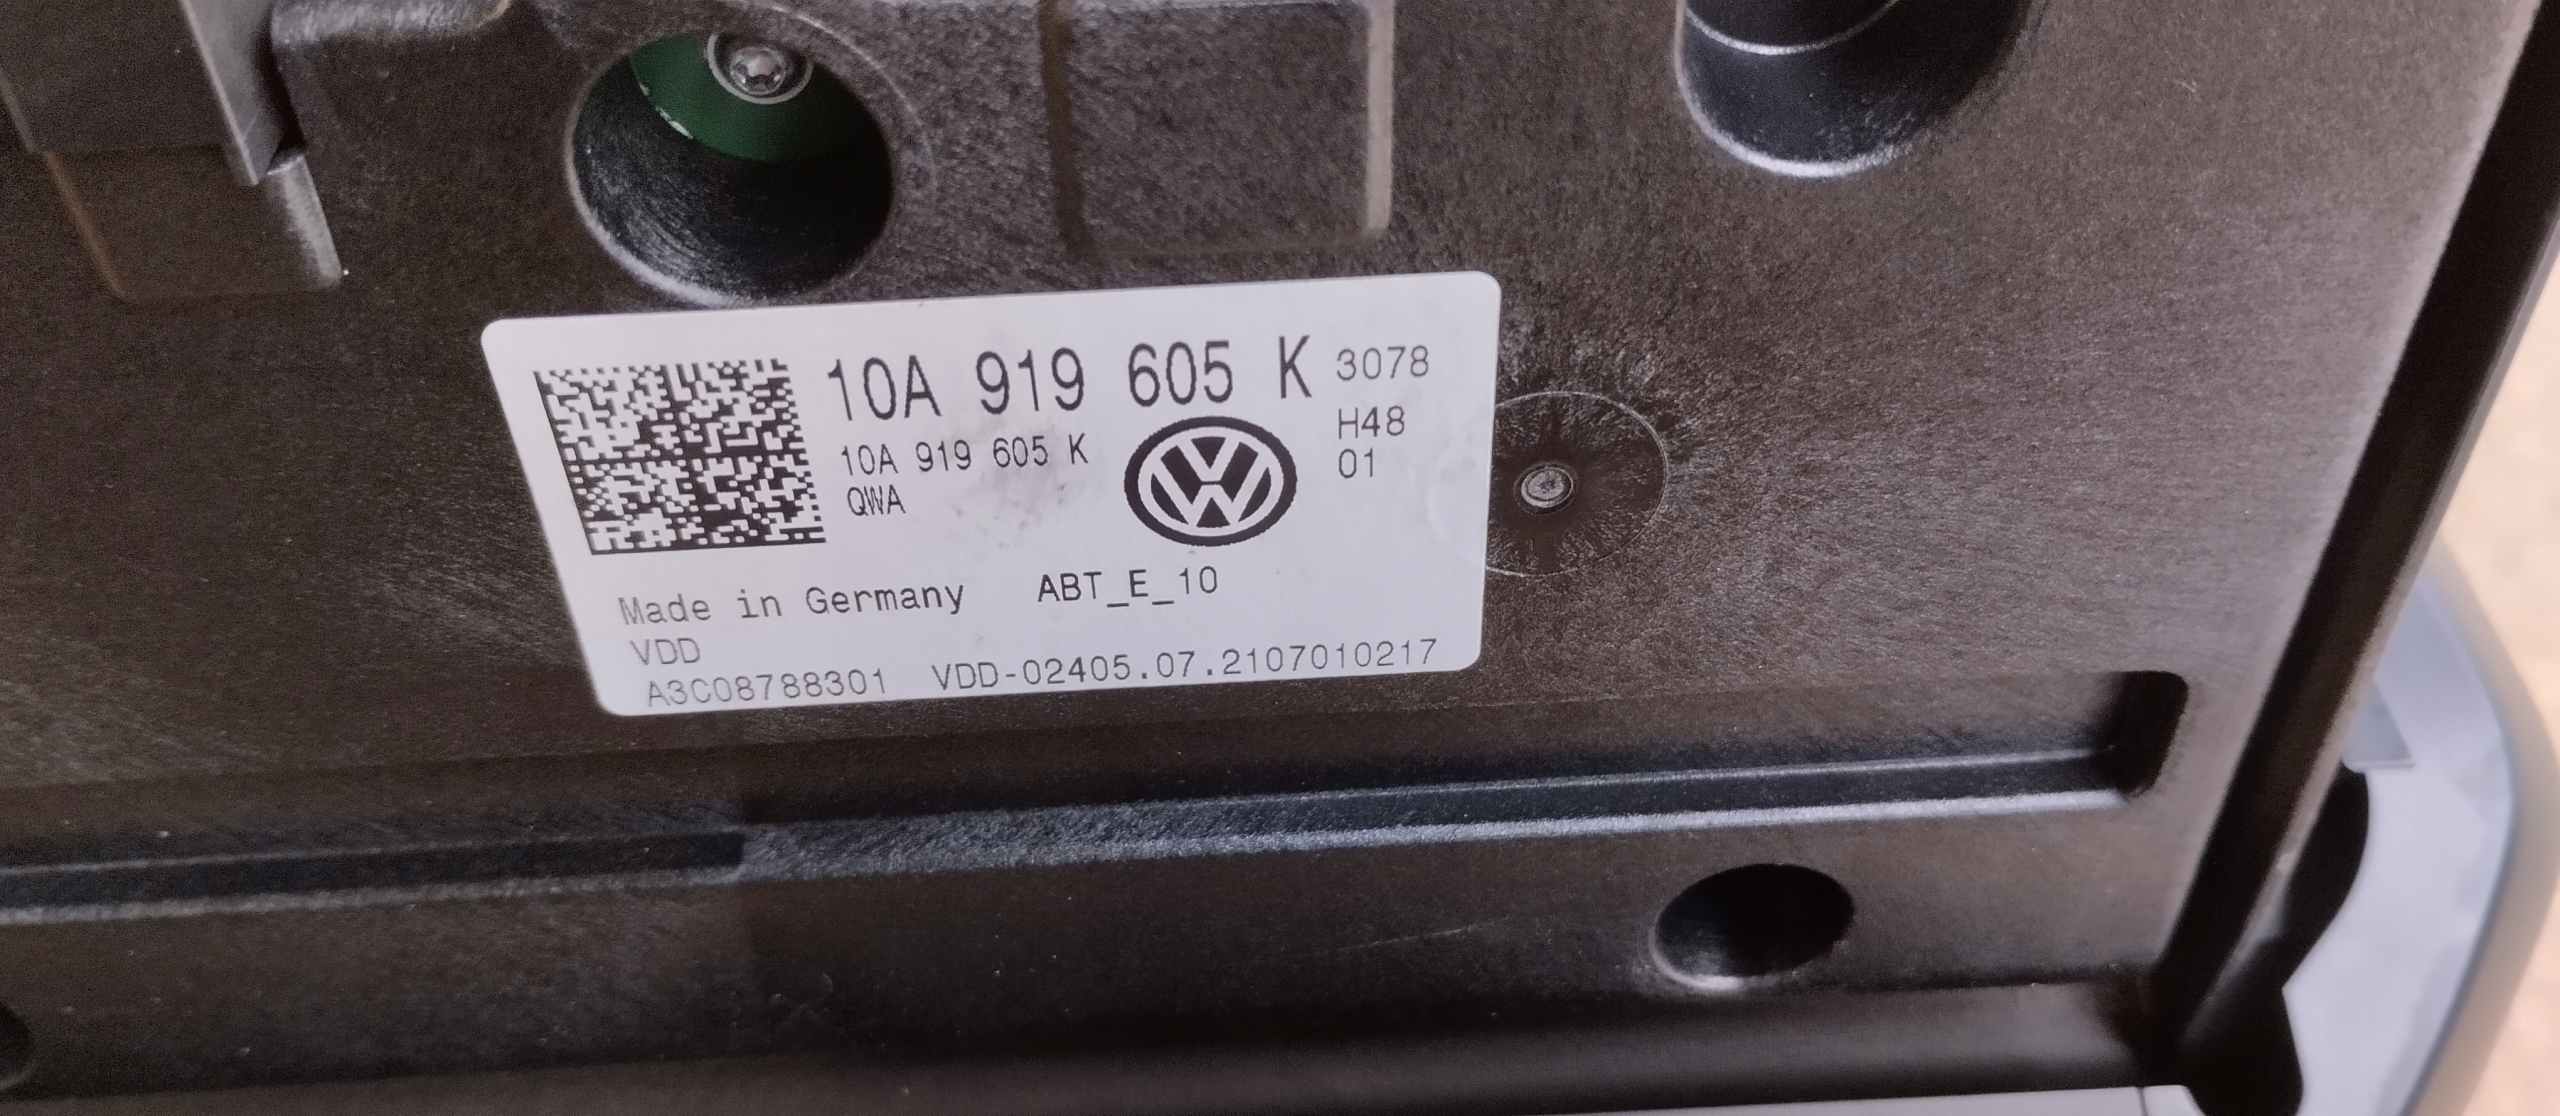 10A 919 605 K 3078
10A 919 605 K
QWA
H48
01
Made in Germany ABT_E_10
VDD
A3C08788301 VDD-02405.07.2107010217